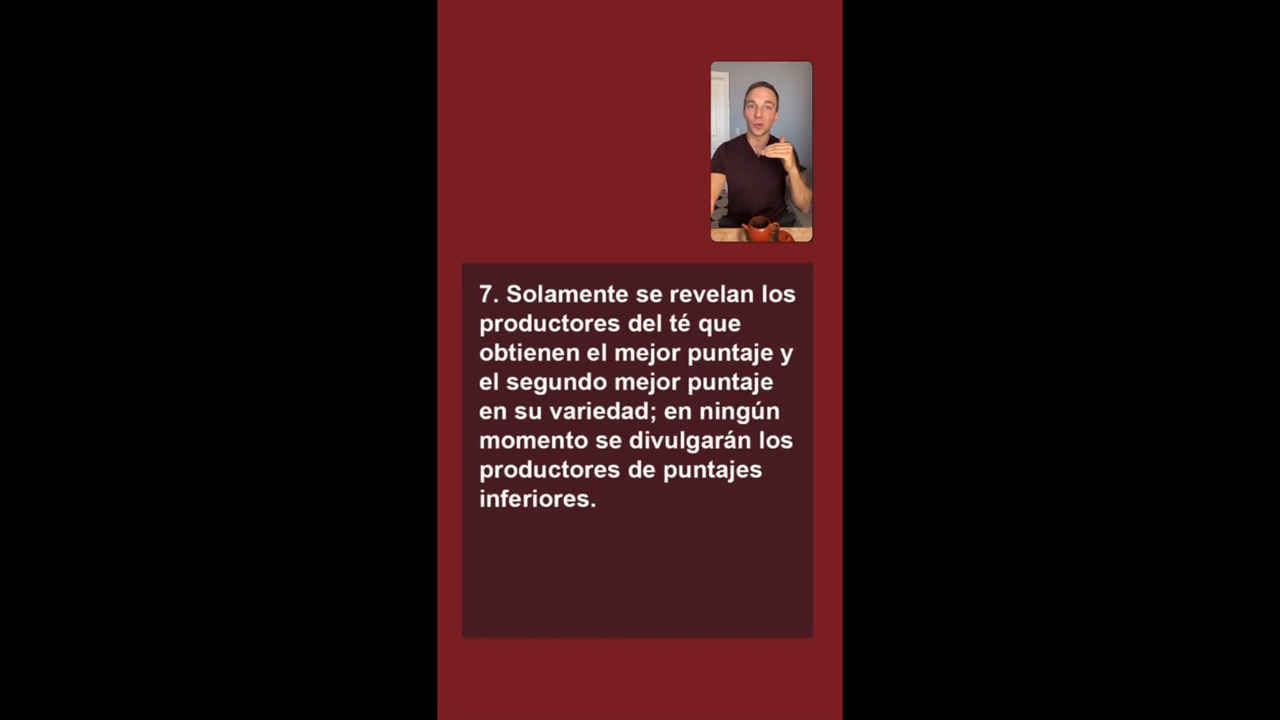 7. Solamente se revelan los
productores del té que
obtienen el mejor puntaje y
el segundo mejor puntaje
en su variedad; en ningún
momento se divulgarán los
productores de puntajes
inferiores.